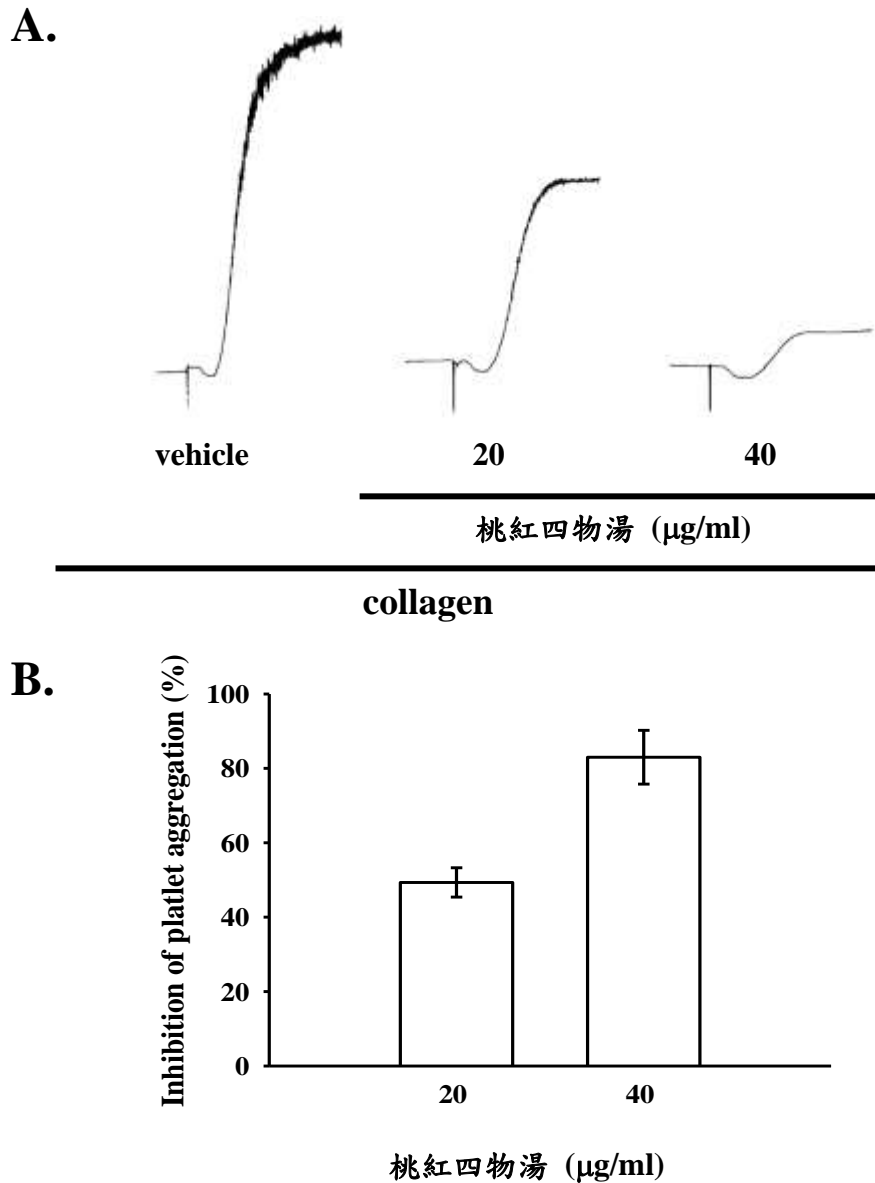 A.
vehicle 20 40
桃紅四物湯 (μg/ml)
collagen
B.
Inhibition of platlet aggregation (%)
100
80
60
40
20
0
20 40
桃紅四物湯 (μg/ml)